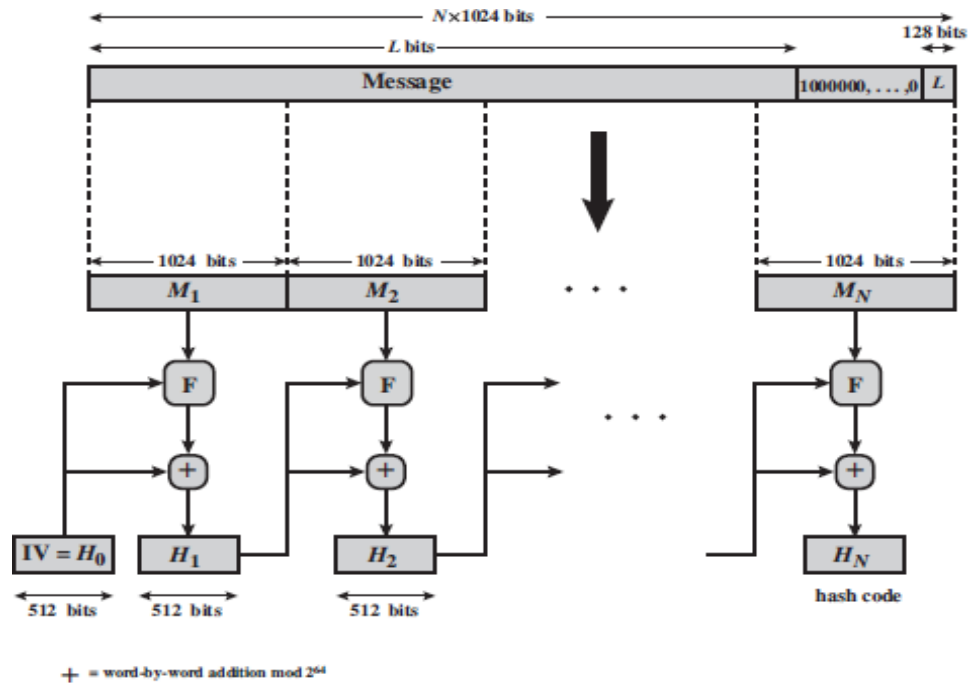 N×1024 bits
L bits
128 bits
Message
1000000, . . . ,0
L
1024 bits
1024 bits
1024 bits
M1
M2
MN
F
F
F
+
+
+
IV = H0
H1
H2
HN
512 bits
512 bits
512 bits
hash code
+ = word-by-word addition mod 2^64